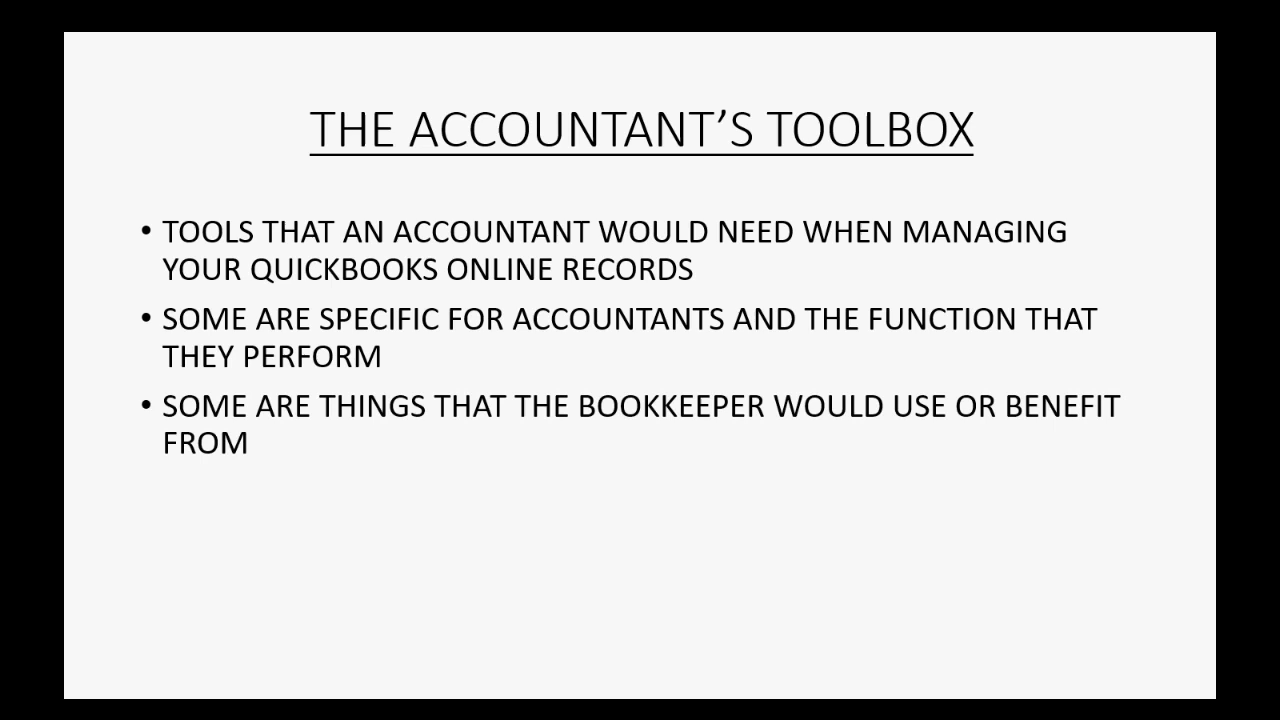 THE ACCOUNTANT’S TOOLBOX
• TOOLS THAT AN ACCOUNTANT WOULD NEED WHEN MANAGING
YOUR QUICKBOOKS ONLINE RECORDS
• SOME ARE SPECIFIC FOR ACCOUNTANTS AND THE FUNCTION THAT
THEY PERFORM
• SOME ARE THINGS THAT THE BOOKKEEPER WOULD USE OR BENEFIT
FROM